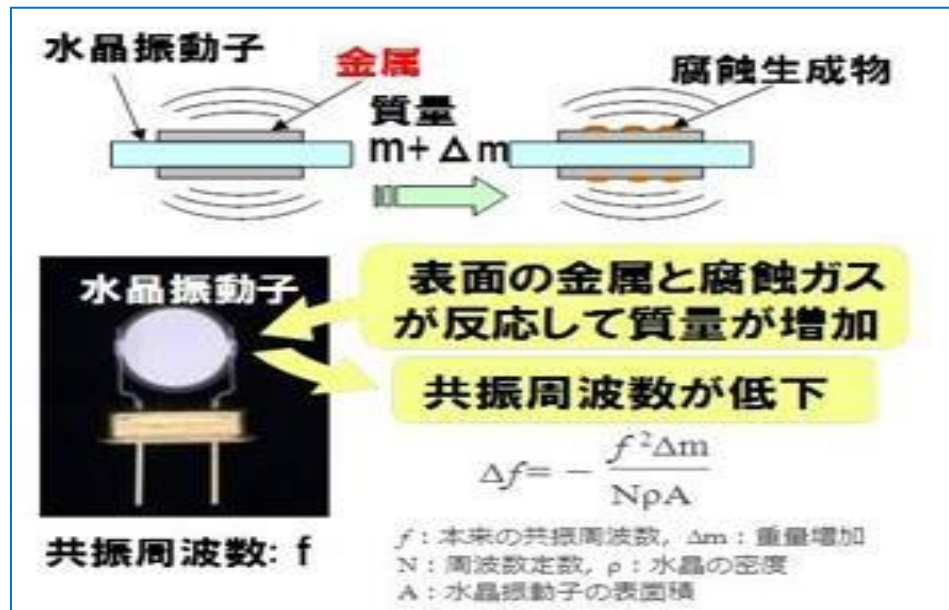 水晶振動子
金属
腐蝕生成物
質量
m+Δm
水晶振動子
表面の金属と腐蝕ガス
が反応して質量が増加
共振周波数が低下
Δf= − f²Δm
NρA
共振周波数: f
f：本来の共振周波数, Δm：重量増加
N：周波数定数, ρ：水晶の密度
A：水晶振動子の表面積